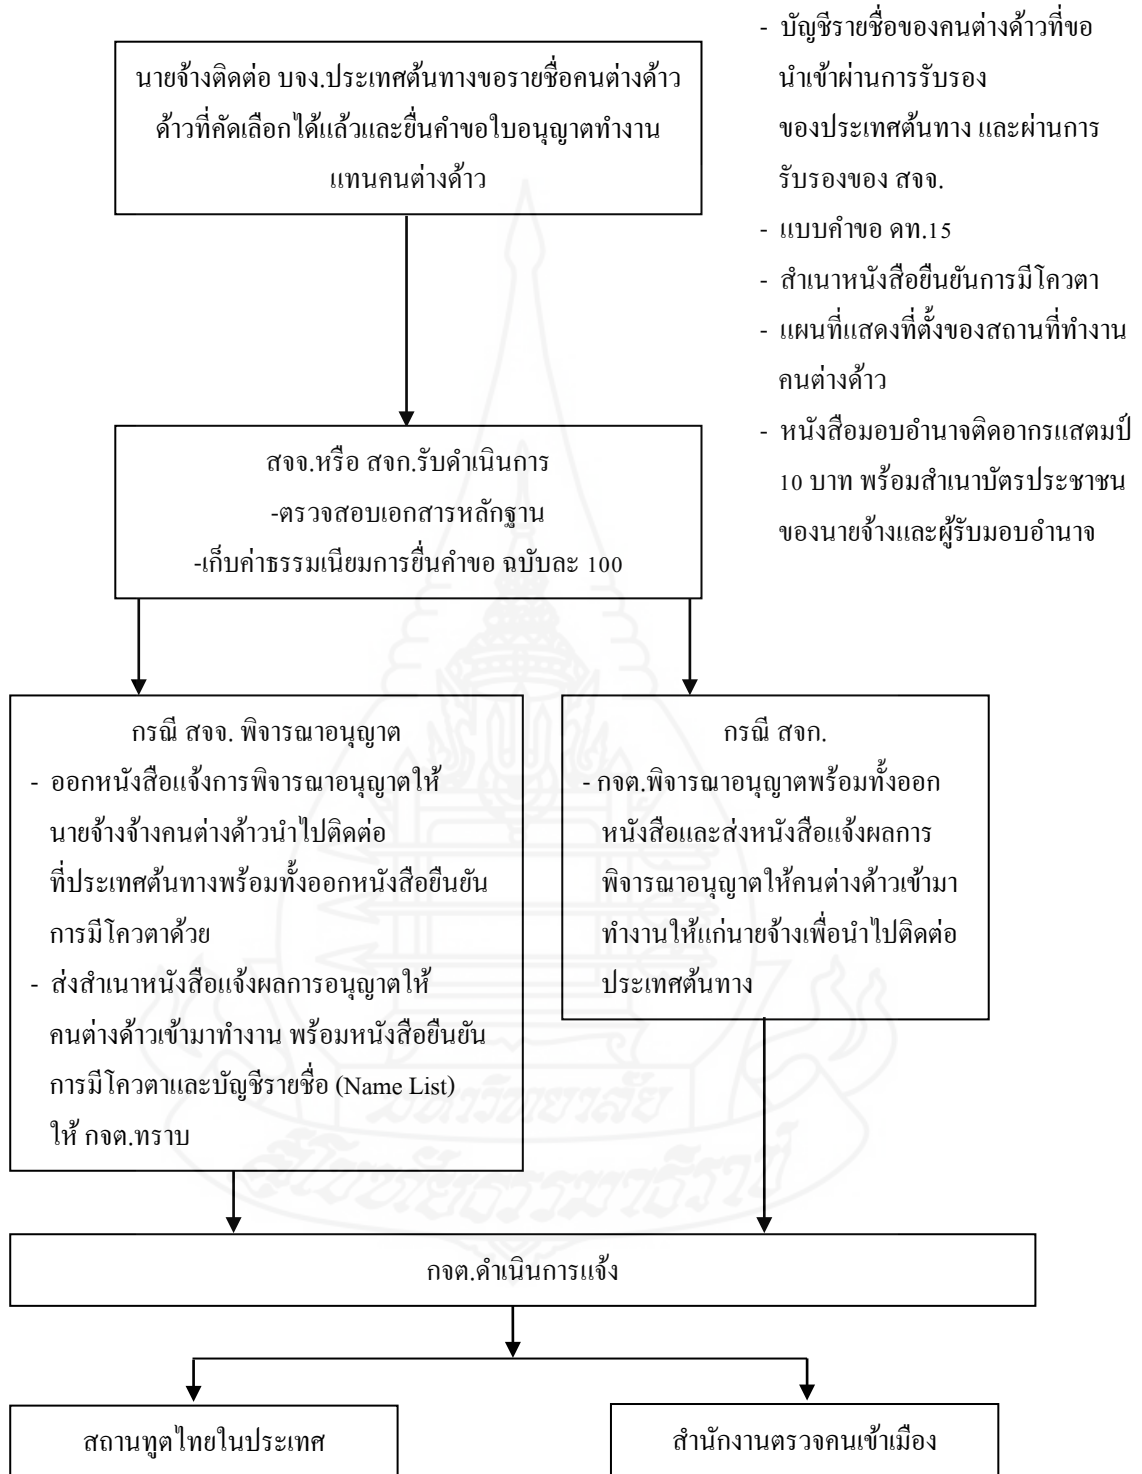 - บัญชีรายชื่อของคนต่างด้าวที่ขอ
นำเข้าผ่านการรับรอง
ของประเทศต้นทาง และผ่านการ
รับรองของ สจจ.
- แบบคำขอ ตท.15
- สำเนาหนังสือยืนยันการมีโควตา
- แผนที่แสดงที่ตั้งของสถานที่ทำงาน
คนต่างด้าว
- หนังสือมอบอำนาจติดอากรแสตมป์
10 บาท พร้อมสำเนาบัตรประชาชน
ของนายจ้างและผู้รับมอบอำนาจ
นายจ้างติดต่อ บจง.ประเทศต้นทางขอรายชื่อคนต่างด้าว
ด้าวที่คัดเลือกได้แล้วและยื่นคำขอใบอนุญาตทำงาน
แทนคนต่างด้าว
สจจ.หรือ สจก.รับดำเนินการ
-ตรวจสอบเอกสารหลักฐาน
-เก็บค่าธรรมเนียมการยื่นคำขอ ฉบับละ 100
กรณี สจจ. พิจารณาอนุญาต
- ออกหนังสือแจ้งการพิจารณาอนุญาตให้
นายจ้างจ้างคนต่างด้าวนำไปติดต่อ
ที่ประเทศต้นทางพร้อมทั้งออกหนังสือยืนยัน
การมีโควตาด้วย
- ส่งสำเนาหนังสือแจ้งผลการอนุญาตให้
คนต่างด้าวเข้ามาทำงาน พร้อมหนังสือยืนยัน
การมีโควตาและบัญชีรายชื่อ (Name List)
ให้ กจต.ทราบ
กรณี สจก.
- กจต.พิจารณาอนุญาตพร้อมทั้งออก
หนังสือและส่งหนังสือแจ้งผลการ
พิจารณาอนุญาตให้คนต่างด้าวเข้ามา
ทำงานให้แก่นายจ้างเพื่อนำไปติดต่อ
ประเทศต้นทาง
มหาวิทยาลัย
สุโขทัยธรรมาธิราช
กจต.ดำเนินการแจ้ง
สถานทูตไทยในประเทศ
สำนักงานตรวจคนเข้าเมือง